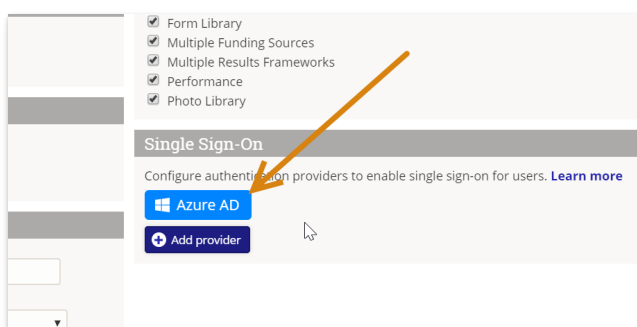 Form Library
Multiple Funding Sources
Multiple Results Frameworks
Performance
Photo Library
Single Sign-On
Configure authentication providers to enable single sign-on for users. Learn more
Azure AD
Add provider